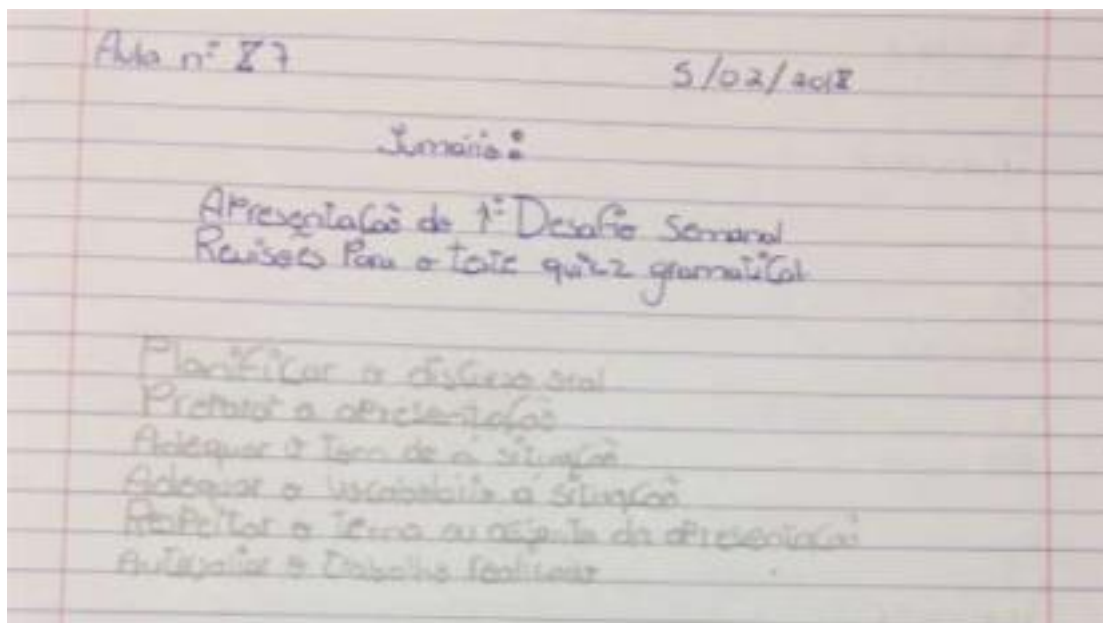 Aula nº 87
5/02/2018
Sumário:
Apresentação do 1º Desafio Semanal
Revisões Para o teste quizz gramatical
Planificar o discurso oral
Preparar a apresentação
Adequar o tom de à situação
Adequar o vocabulário à situação
Respeitar o tema ou assunto da apresentação
Autoavaliar o trabalho realizado